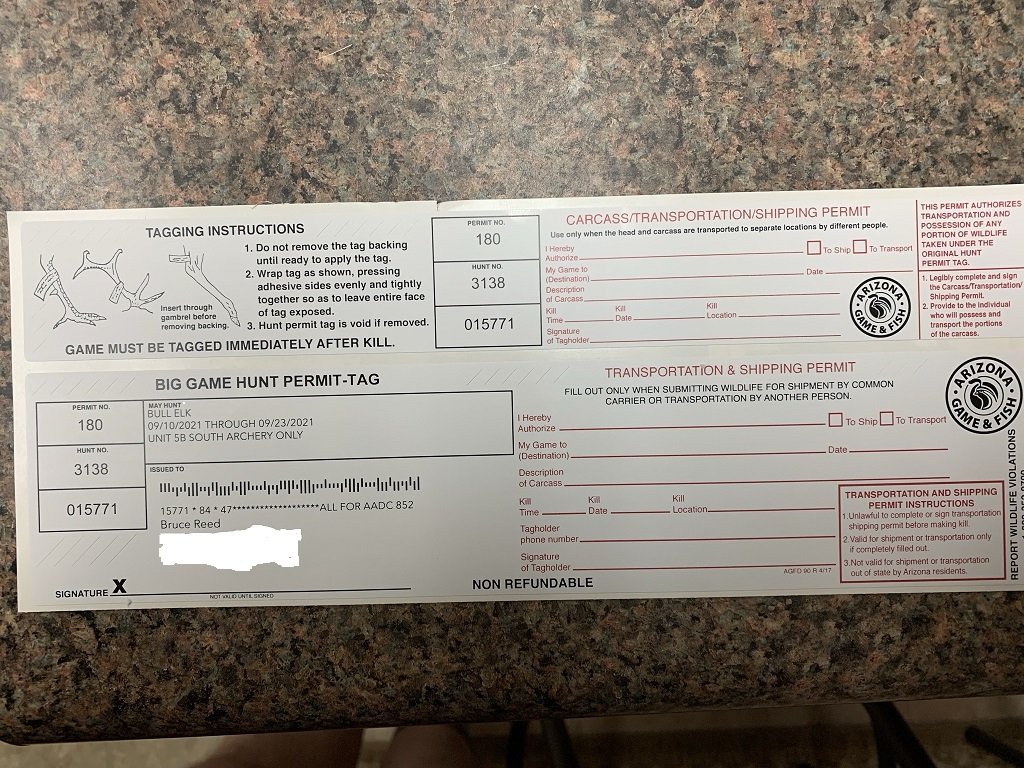 TAGGING INSTRUCTIONS
1. Do not remove the tag backing
until ready to apply the tag.
2. Wrap tag as shown, pressing
adhesive sides evenly and tightly
together so as to leave entire face
of tag exposed.
3. Hunt permit tag is void if removed.
Insert through
gambrel before
removing backing.
GAME MUST BE TAGGED IMMEDIATELY AFTER KILL.
PERMIT NO.
180
HUNT NO.
3138
015771
CARCASS/TRANSPORTATION/SHIPPING PERMIT
Use only when the head and carcass are transported to separate locations by different people.
I Hereby
Authorize To Ship To Transport
My Game to
(Destination) Date
Description
of Carcass
Kill Kill Kill
Time Date Location
Signature
of Tagholder
ARIZONA
GAME & FISH
THIS PERMIT AUTHORIZES
TRANSPORTATION AND
POSSESSION OF ANY
PORTION OF WILDLIFE
TAKEN UNDER THE
ORIGINAL HUNT
PERMIT TAG.
1. Legibly complete and sign
the Carcass/Transportation/
Shipping Permit.
2. Provide to the individual
who will possess and
transport the portions
of the carcass.
BIG GAME HUNT PERMIT-TAG
PERMIT NO.
180
HUNT NO.
3138
015771
MAY HUNT
BULL ELK
09/10/2021 THROUGH 09/23/2021
UNIT 5B SOUTH ARCHERY ONLY
ISSUED TO
15771 * 84 * 47*******************ALL FOR AADC 852
Bruce Reed
SIGNATURE X
NOT VALID UNTIL SIGNED
NON REFUNDABLE
TRANSPORTATION & SHIPPING PERMIT
FILL OUT ONLY WHEN SUBMITTING WILDLIFE FOR SHIPMENT BY COMMON
CARRIER OR TRANSPORTATION BY ANOTHER PERSON.
I Hereby
Authorize To Ship To Transport
My Game to
(Destination) Date
Description
of Carcass
Kill Kill Kill
Time Date Location
Tagholder
phone number
Signature
of Tagholder
AGFD 90 R 4/17
TRANSPORTATION AND SHIPPING
PERMIT INSTRUCTIONS
1.Unlawful to complete or sign transportation
shipping permit before making kill.
2.Valid for shipment or transportation only
if completely filled out.
3.Not valid for shipment or transportation
out of state by Arizona residents.
ARIZONA
GAME & FISH
REPORT WILDLIFE VIOLATIONS